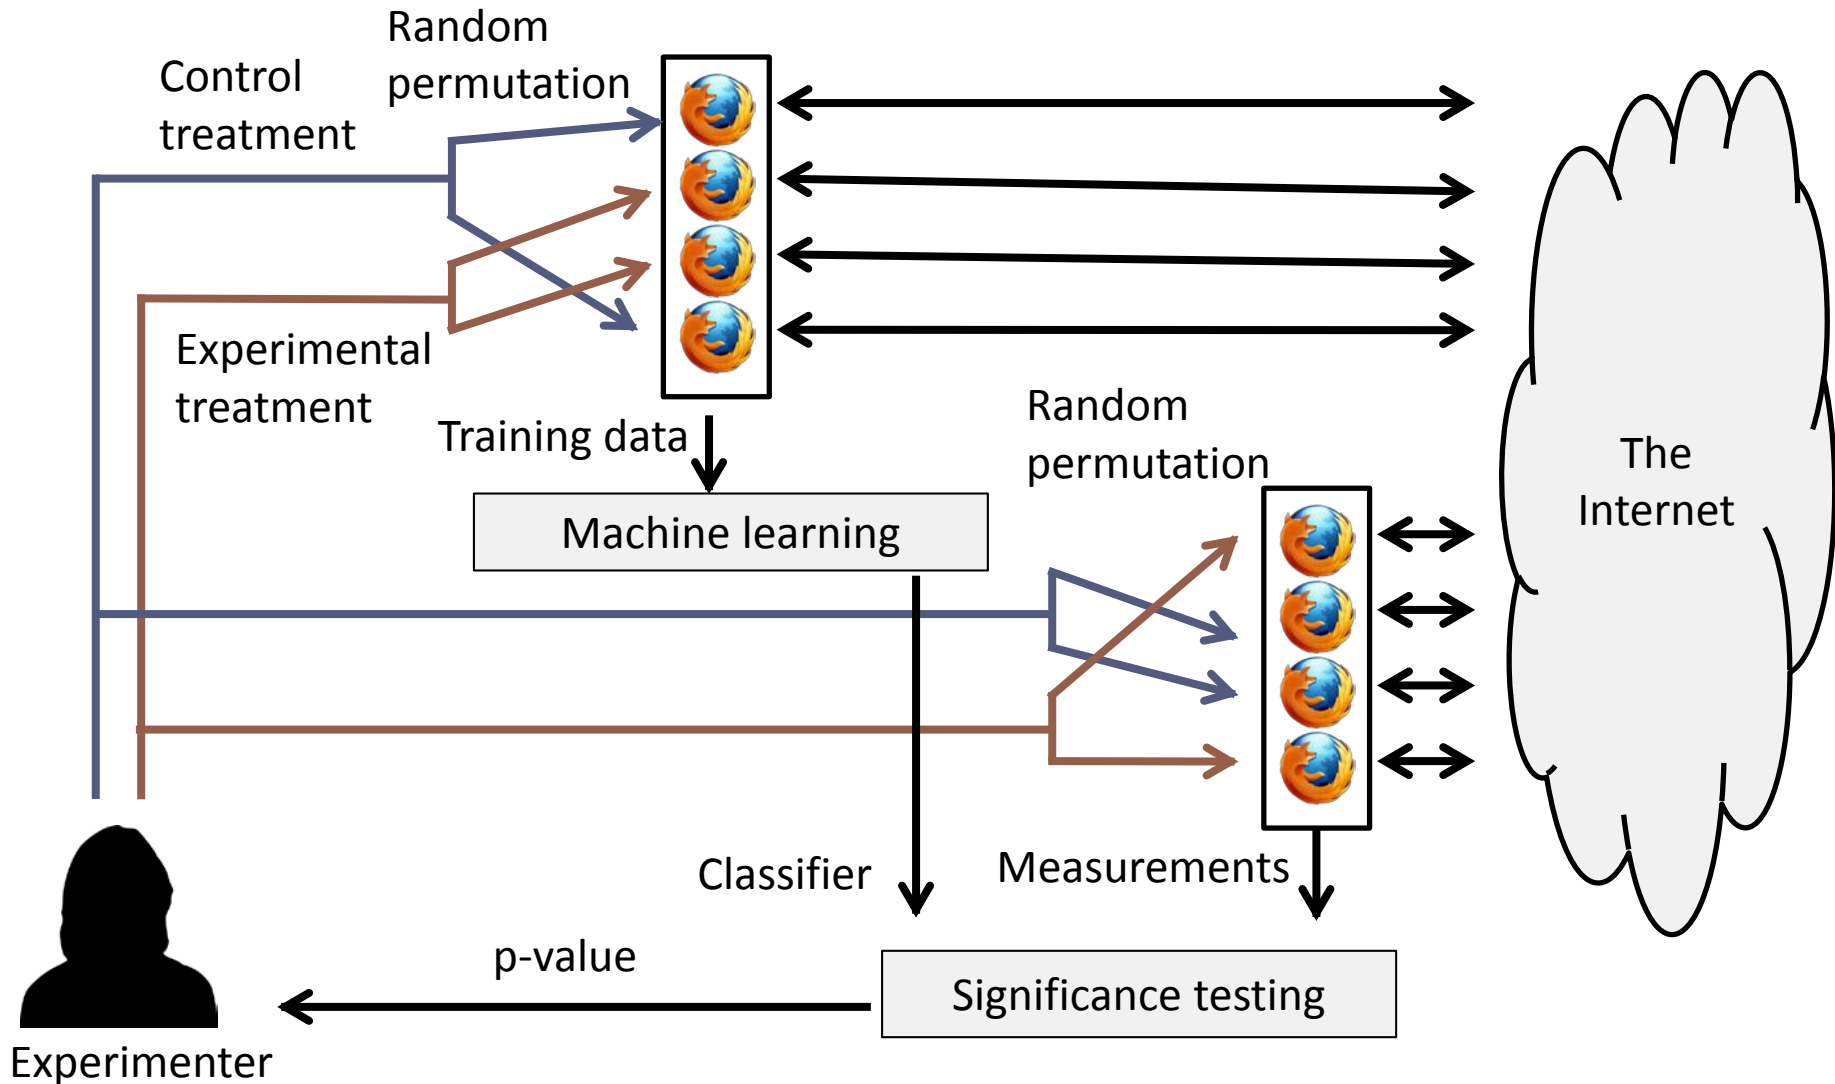 Random
permutation
Control
treatment
Experimental
treatment
Training data
Machine learning
Random
permutation
The
Internet
Classifier
Measurements
p-value
Significance testing
Experimenter